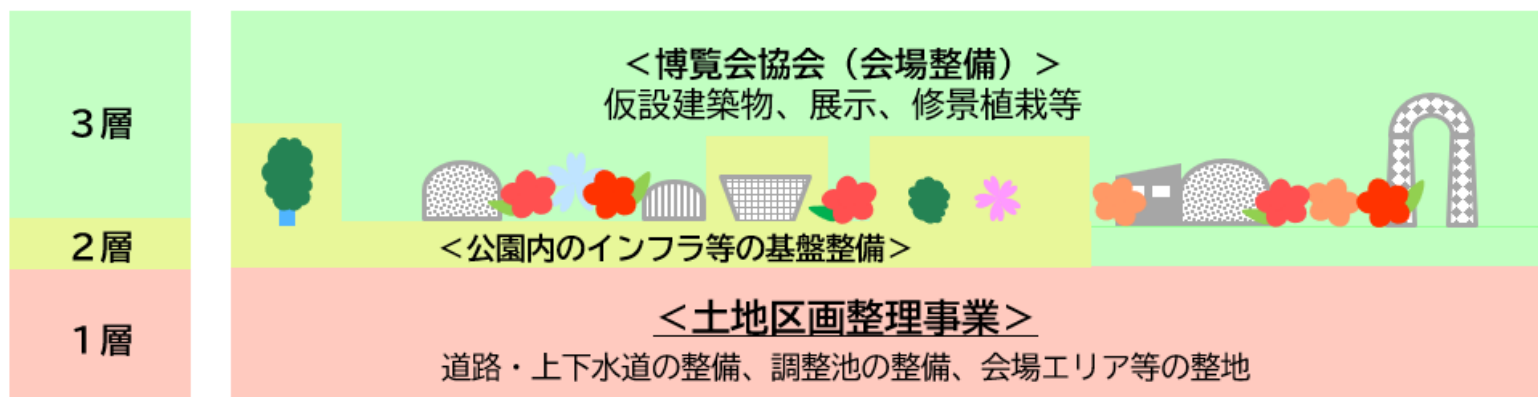 3層
2層
1層
＜博覧会協会（会場整備）＞
仮設建築物、展示、修景植栽等
＜公園内のインフラ等の基盤整備＞
＜土地区画整理事業＞
道路・上下水道の整備、調整池の整備、会場エリア等の整地